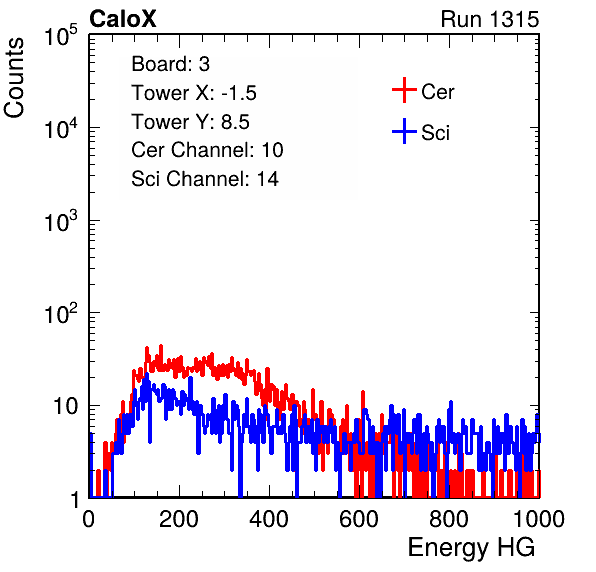 CaloX Run 1315
Counts
Board: 3
Tower X: -1.5
Tower Y: 8.5
Cer Channel: 10
Sci Channel: 14
Cer
Sci
10^5
10^4
10^3
10^2
10
1
0 200 400 600 800 1000
Energy HG